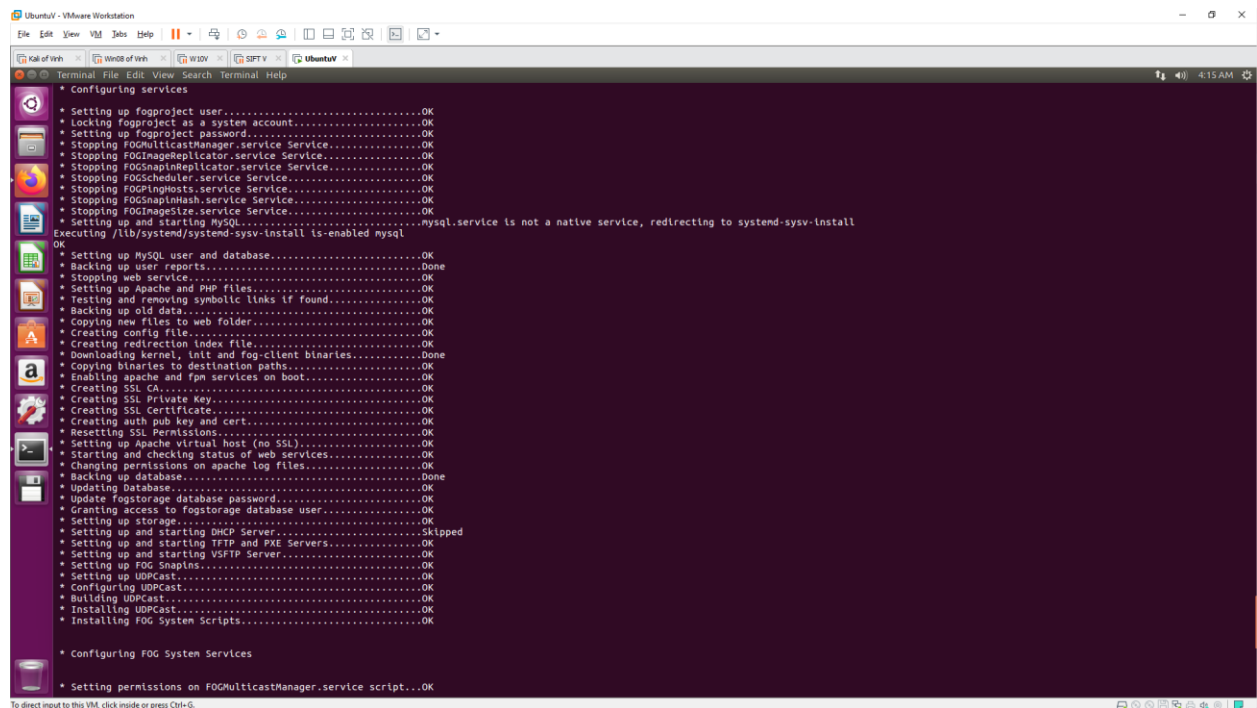 UbuntuV - VMware Workstation
File Edit View VM Tabs Help
Kali of Vinh Win08 of Vinh W10V SIFT V UbuntuV
Terminal File Edit View Search Terminal Help 4:15 AM
* Configuring services
* Setting up fogproject user..................................OK
* Locking fogproject as a system account......................OK
* Setting up fogproject password..............................OK
* Stopping FOGMulticastManager.service Service................OK
* Stopping FOGImageReplicator.service Service.................OK
* Stopping FOGSnapinReplicator.service Service................OK
* Stopping FOGScheduler.service Service.......................OK
* Stopping FOGPingHosts.service Service.......................OK
* Stopping FOGSnapinHash.service Service......................OK
* Stopping FOGImageSize.service Service.......................OK
* Setting up and starting MySQL...............................mysql.service is not a native service, redirecting to systemd-sysv-install
Executing /lib/systemd/systemd-sysv-install is-enabled mysql
OK
* Setting up MySQL user and database..........................OK
* Backing up user reports.....................................Done
* Stopping web service........................................OK
* Setting up Apache and PHP files.............................OK
* Testing and removing symbolic links if found................OK
* Backing up old data.........................................OK
* Copying new files to web folder.............................OK
* Creating config file........................................OK
* Creating redirection index file.............................OK
* Downloading kernel, init and fog-client binaries............Done
* Copying binaries to destination paths.......................OK
* Enabling apache and fpm services on boot....................OK
* Creating SSL CA.............................................OK
* Creating SSL Private Key....................................OK
* Creating SSL Certificate....................................OK
* Creating auth pub key and cert..............................OK
* Resetting SSL Permissions...................................OK
* Setting up Apache virtual host (no SSL).....................OK
* Starting and checking status of web services................OK
* Changing permissions on apache log files....................OK
* Backing up database.........................................Done
* Updating Database...........................................OK
* Update fogstorage database password.........................OK
* Granting access to fogstorage database user.................OK
* Setting up storage..........................................OK
* Setting up and starting DHCP Server.........................Skipped
* Setting up and starting TFTP and PXE Servers................OK
* Setting up and starting VSFTP Server........................OK
* Setting up FOG Snapins......................................OK
* Setting up UDPCast..........................................OK
* Configuring UDPCast.........................................OK
* Building UDPCast............................................OK
* Installing UDPCast..........................................OK
* Installing FOG System Scripts...............................OK
* Configuring FOG System Services
* Setting permissions on FOGMulticastManager.service script...OK
To direct input to this VM, click inside or press Ctrl+G.